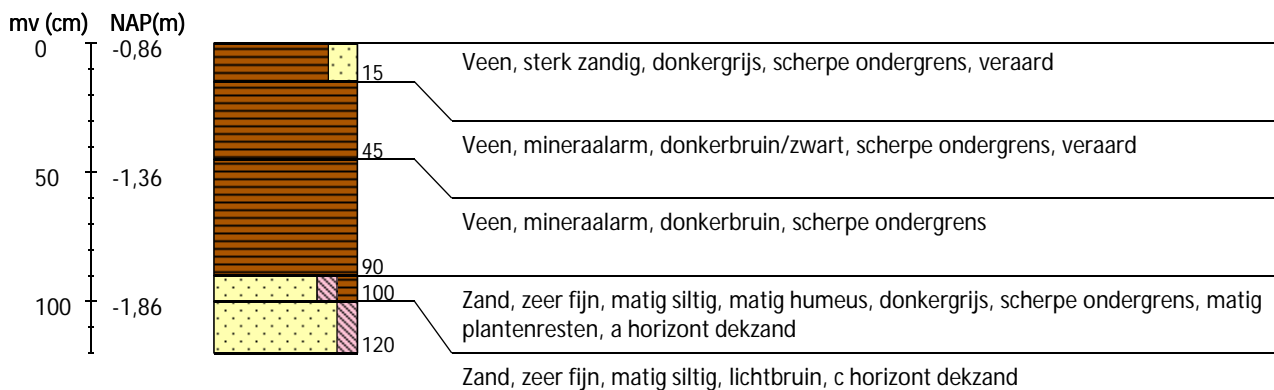 mv (cm) NAP(m)
0 -0,86
Veen, sterk zandig, donkergrijs, scherpe ondergrens, veraard
15
Veen, mineraalarm, donkerbruin/zwart, scherpe ondergrens, veraard
45
50 -1,36
Veen, mineraalarm, donkerbruin, scherpe ondergrens
90
Zand, zeer fijn, matig siltig, matig humeus, donkergrijs, scherpe ondergrens, matig
plantenresten, a horizont dekzand
100
100 -1,86
120
Zand, zeer fijn, matig siltig, lichtbruin, c horizont dekzand